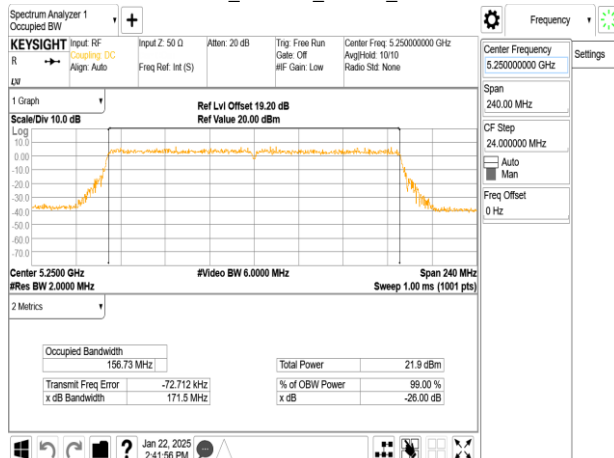 Spectrum Analyzer 1
Occupied BW
+
Frequency
Settings
KEYSIGHT
R
Input: RF
Coupling: DC
Align: Auto
Input Z: 50 Ω
Freq Ref: Int (S)
Atten: 20 dB
Trig: Free Run
Gate: Off
#IF Gain: Low
Center Freq: 5.250000000 GHz
Avg|Hold: 10/10
Radio Std: None
Center Frequency
5.250000000 GHz
Span
240.00 MHz
CF Step
24.000000 MHz
Auto
Man
Freq Offset
0 Hz
1 Graph
Scale/Div 10.0 dB
Ref Lvl Offset 19.20 dB
Ref Value 20.00 dBm
Log
10.0
0.00
-10.0
-20.0
-30.0
-40.0
-50.0
-60.0
-70.0
Center 5.2500 GHz
#Video BW 6.0000 MHz
Span 240 MHz
#Res BW 2.0000 MHz
Sweep 1.00 ms (1001 pts)
2 Metrics
Occupied Bandwidth
156.73 MHz
Total Power 21.9 dBm
Transmit Freq Error -72.712 kHz
% of OBW Power 99.00 %
x dB Bandwidth 171.5 MHz
x dB -26.00 dB
?
Jan 22, 2025
2:41:56 PM